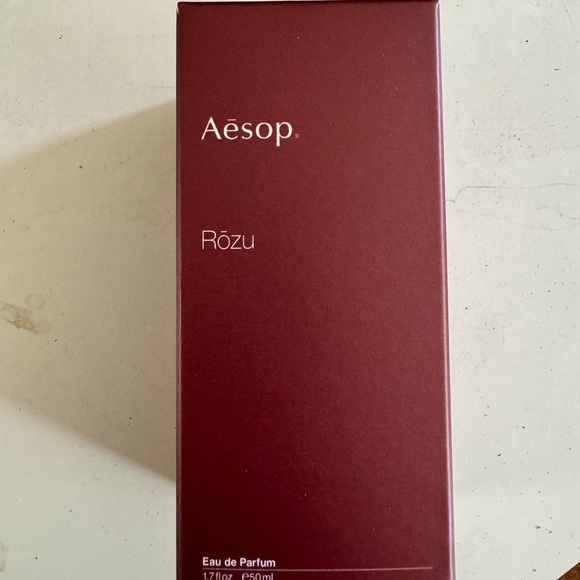 Aēsop.
Rōzu
Eau de Parfum
1.7 fl oz ℮50 ml